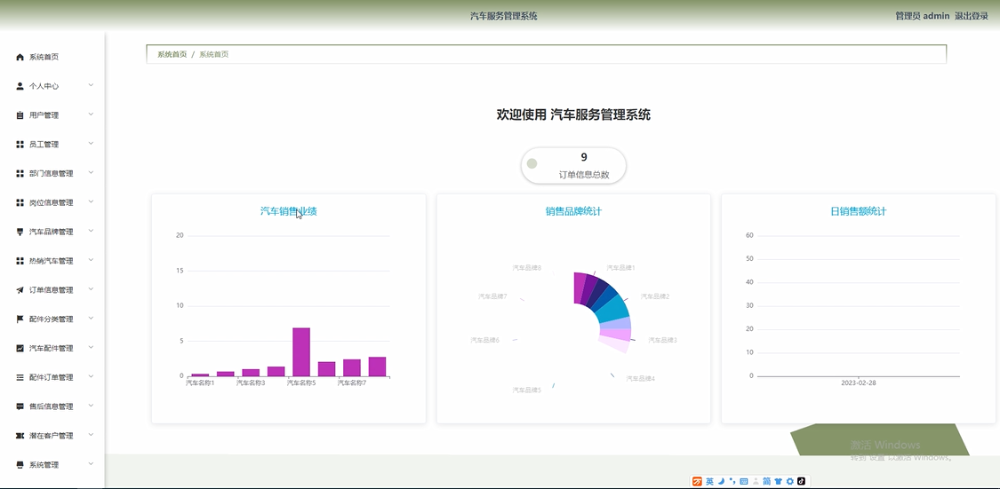 汽车服务管理系统
管理员 admin 退出登录
系统首页
个人中心
用户管理
员工管理
部门信息管理
岗位信息管理
汽车品牌管理
热销汽车管理
订单信息管理
配件分类管理
汽车配件管理
配件订单管理
售后信息管理
潜在客户管理
系统管理
系统首页 / 系统首页
欢迎使用 汽车服务管理系统
9
订单信息总数
汽车销售业绩
20
15
10
5
0
汽车名称1 汽车名称3 汽车名称5 汽车名称7
销售品牌统计
汽车品牌8 汽车品牌1
汽车品牌7 汽车品牌2
汽车品牌6 汽车品牌3
汽车品牌5 汽车品牌4
日销售额统计
60
50
40
30
20
10
0
2023-02-28
激活 Windows
转到"设置"以激活 Windows。
英 简